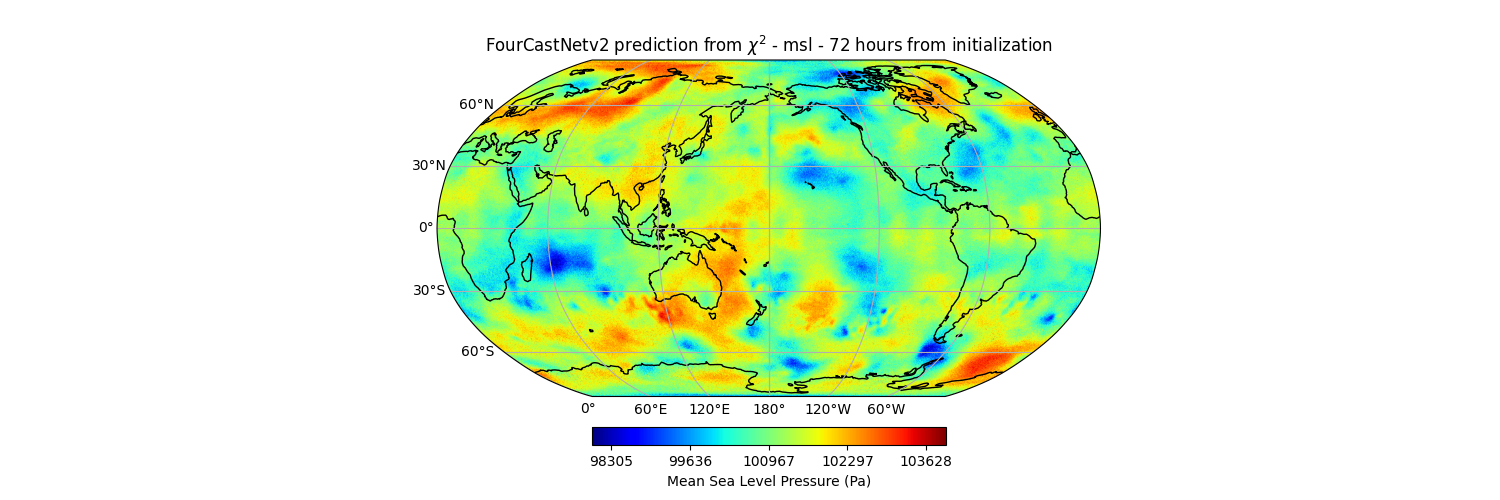 FourCastNetv2 prediction from χ² - msl - 72 hours from initialization
60°N
30°N
0°
30°S
60°S
0° 60°E 120°E 180° 120°W 60°W
98305 99636 100967 102297 103628
Mean Sea Level Pressure (Pa)